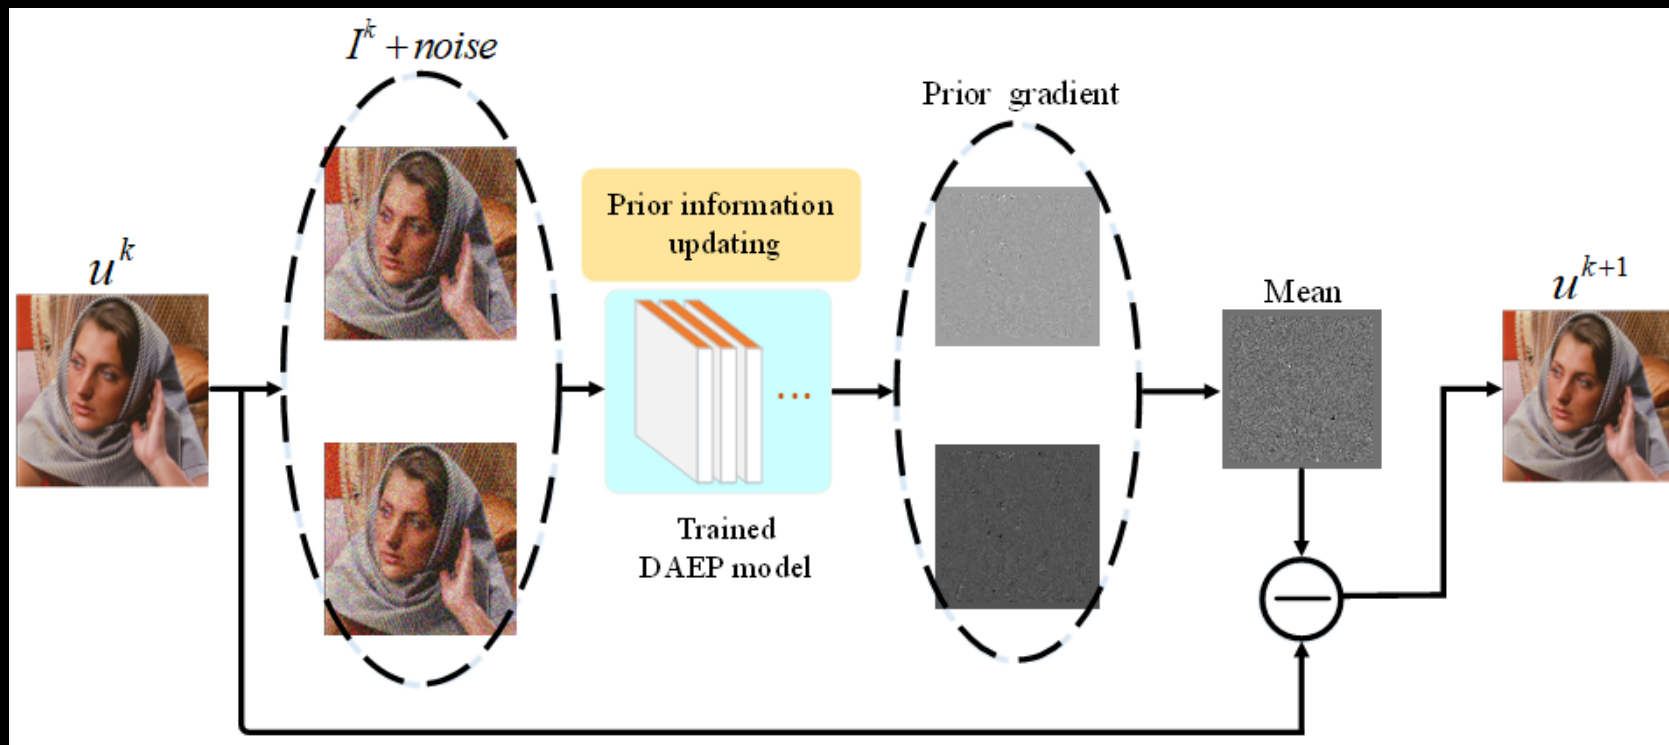 I^k + noise
Prior gradient
Prior information
updating
u^k
Mean
u^{k+1}
...
Trained
DAEP model